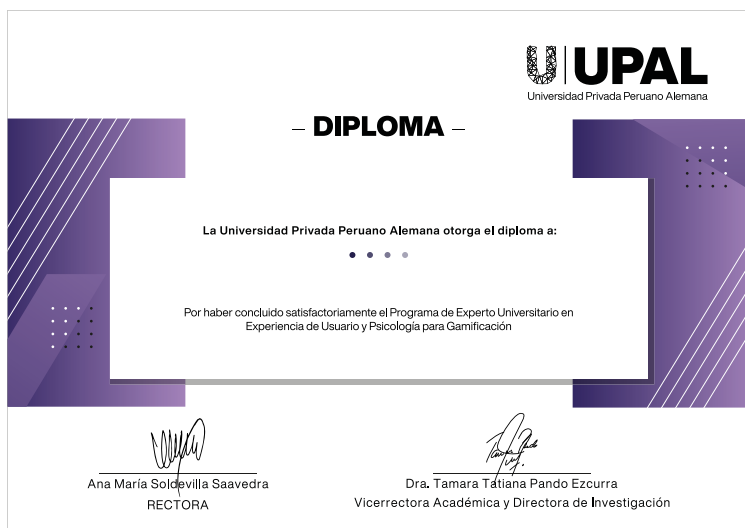 UPAL
Universidad Privada Peruano Alemana
– DIPLOMA –
La Universidad Privada Peruano Alemana otorga el diploma a:
Por haber concluido satisfactoriamente el Programa de Experto Universitario en
Experiencia de Usuario y Psicología para Gamificación
Ana María Soldevilla Saavedra
RECTORA
Dra. Tamara Tatiana Pando Ezcurra
Vicerrectora Académica y Directora de Investigación